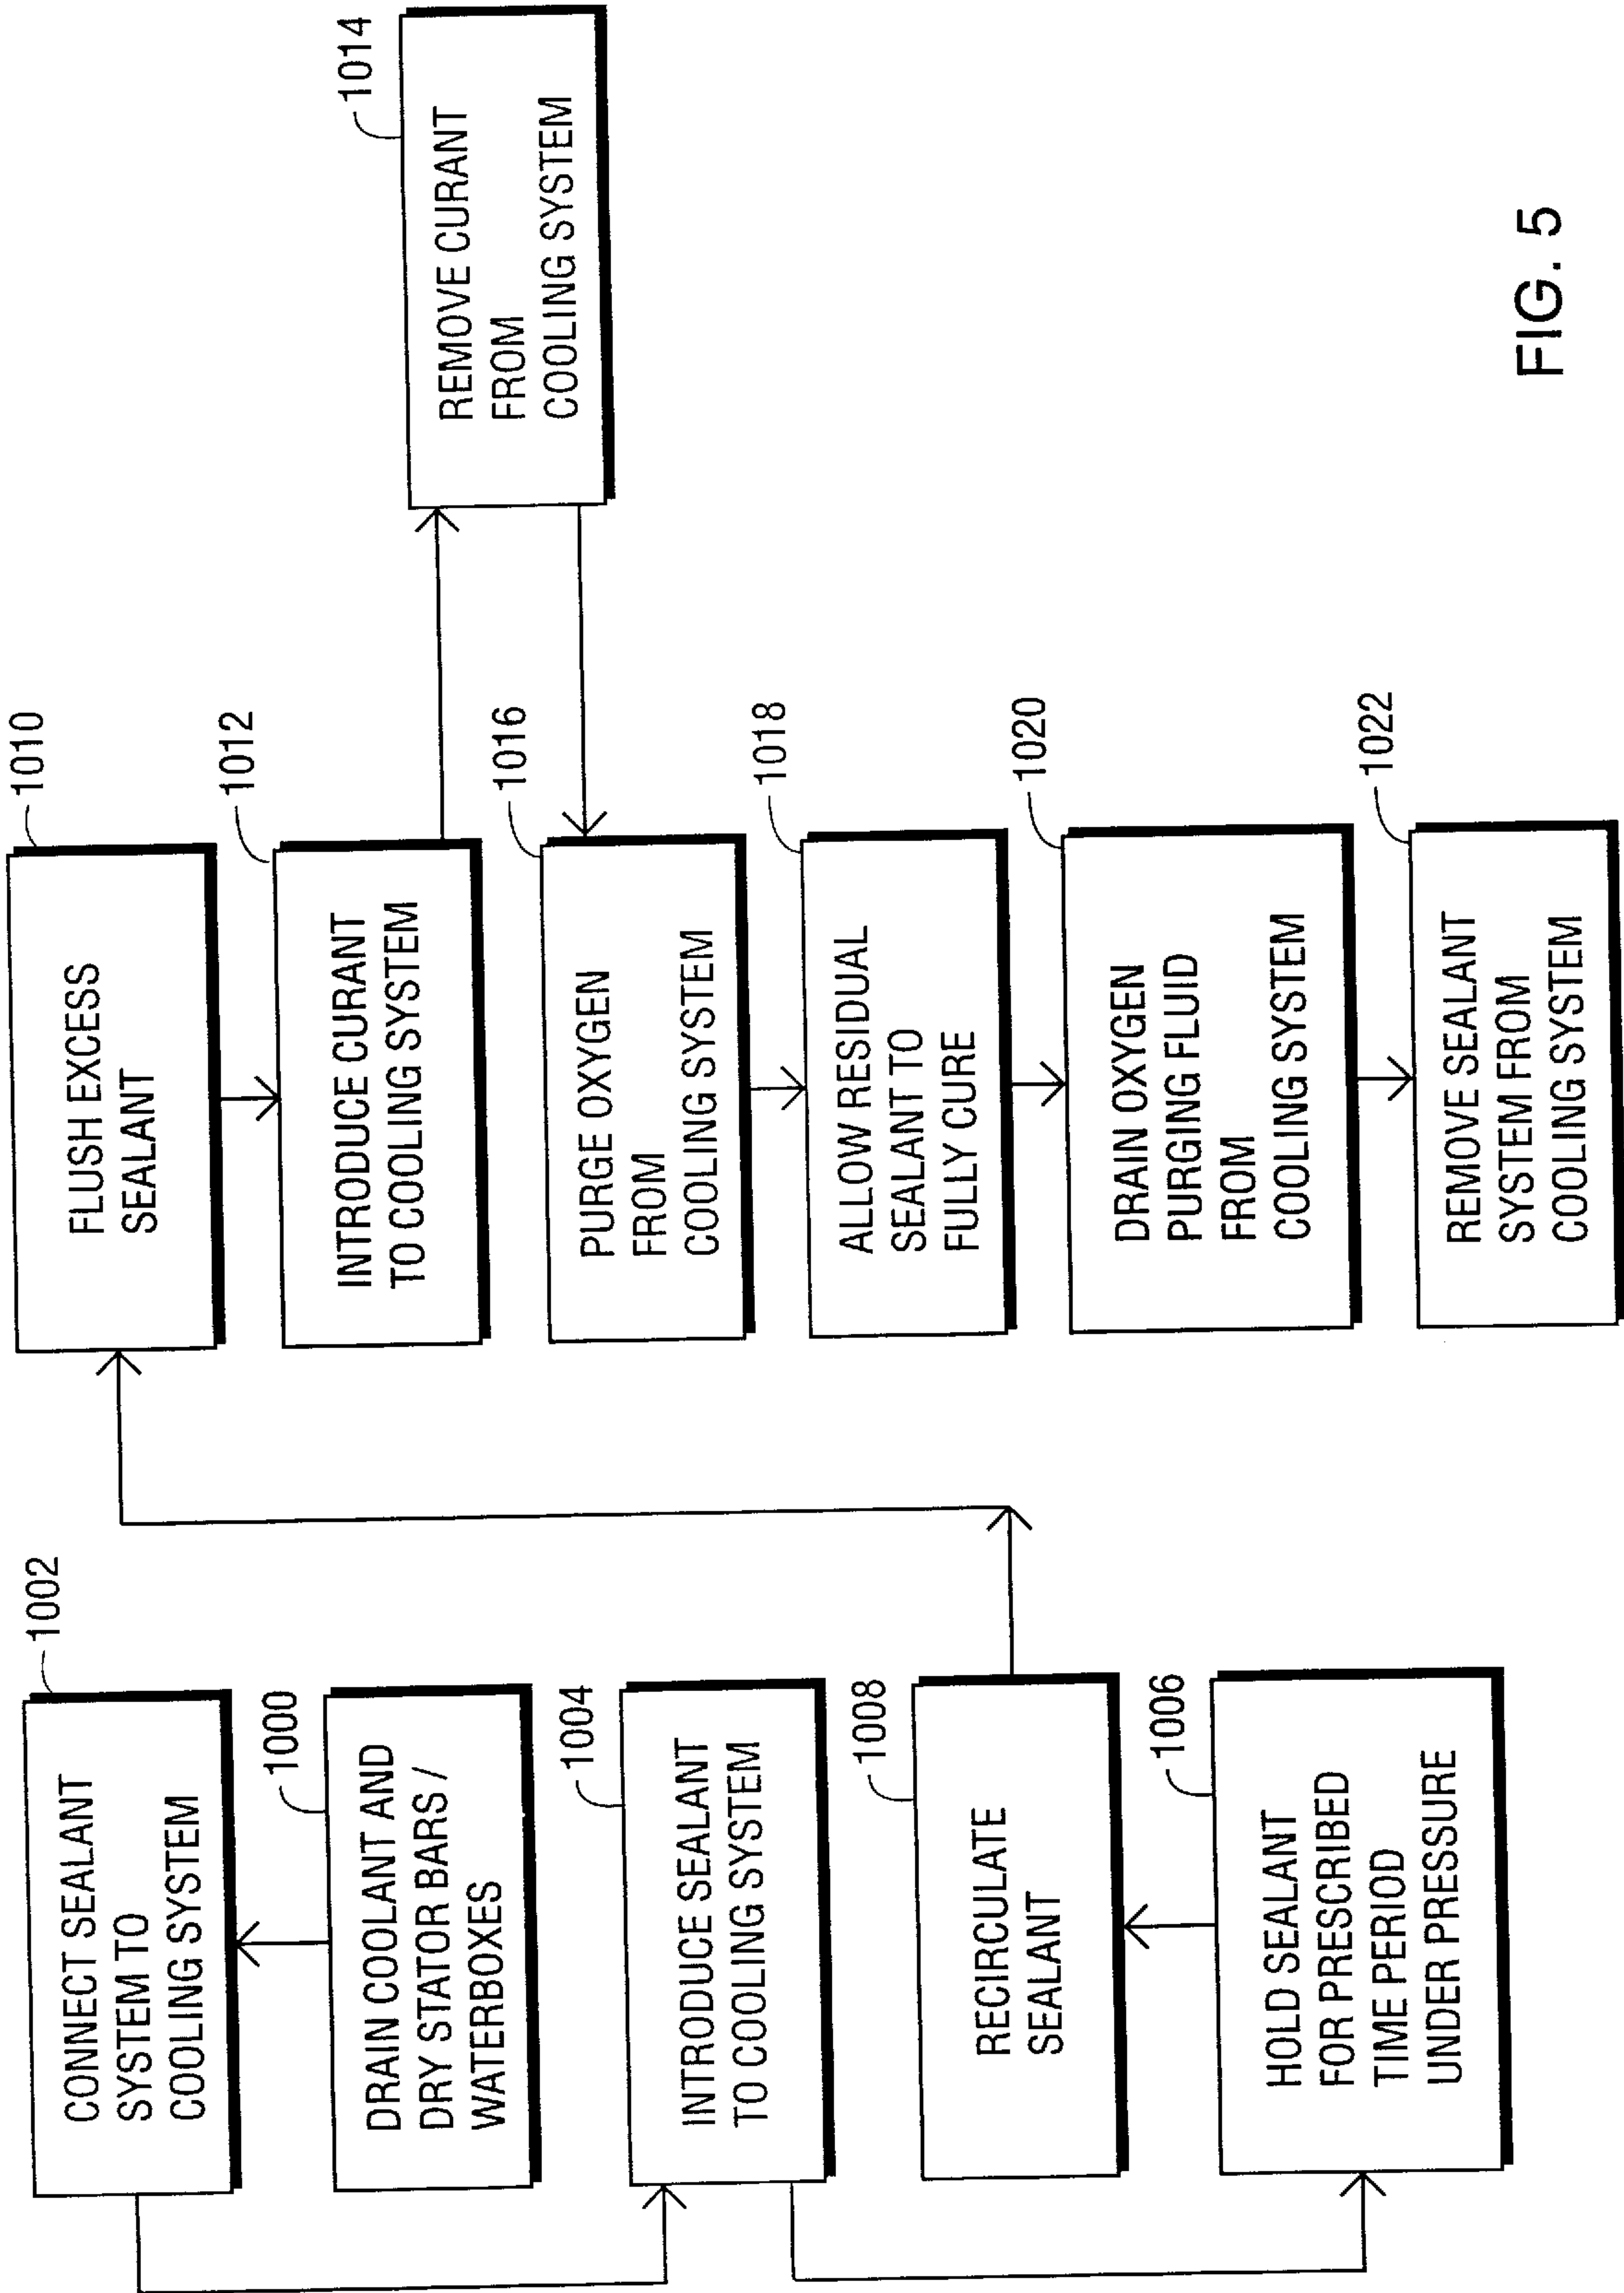 1002
CONNECT SEALANT
SYSTEM TO
COOLING SYSTEM
1000
DRAIN COOLANT AND
DRY STATOR BARS /
WATERBOXES
1004
INTRODUCE SEALANT
TO COOLING SYSTEM
1008
RECIRCULATE
SEALANT
1006
HOLD SEALANT
FOR PRESCRIBED
TIME PERIOD
UNDER PRESSURE
1010
FLUSH EXCESS
SEALANT
1012
INTRODUCE CURANT
TO COOLING SYSTEM
1016
PURGE OXYGEN
FROM
COOLING SYSTEM
1018
ALLOW RESIDUAL
SEALANT TO
FULLY CURE
1020
DRAIN OXYGEN
PURGING FLUID
FROM
COOLING SYSTEM
1022
REMOVE SEALANT
SYSTEM FROM
COOLING SYSTEM
1014
REMOVE CURANT
FROM
COOLING SYSTEM
FIG. 5